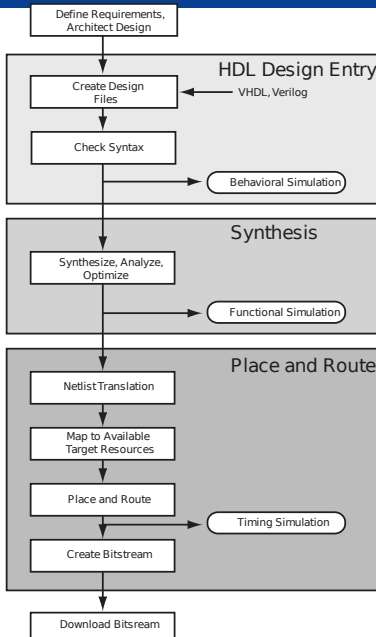 Define Requirements,
Architect Design
HDL Design Entry
Create Design
Files
VHDL, Verilog
Check Syntax
Behavioral Simulation
Synthesis
Synthesize, Analyze,
Optimize
Functional Simulation
Place and Route
Netlist Translation
Map to Available
Target Resources
Place and Route
Timing Simulation
Create Bitstream
Download Bitsream